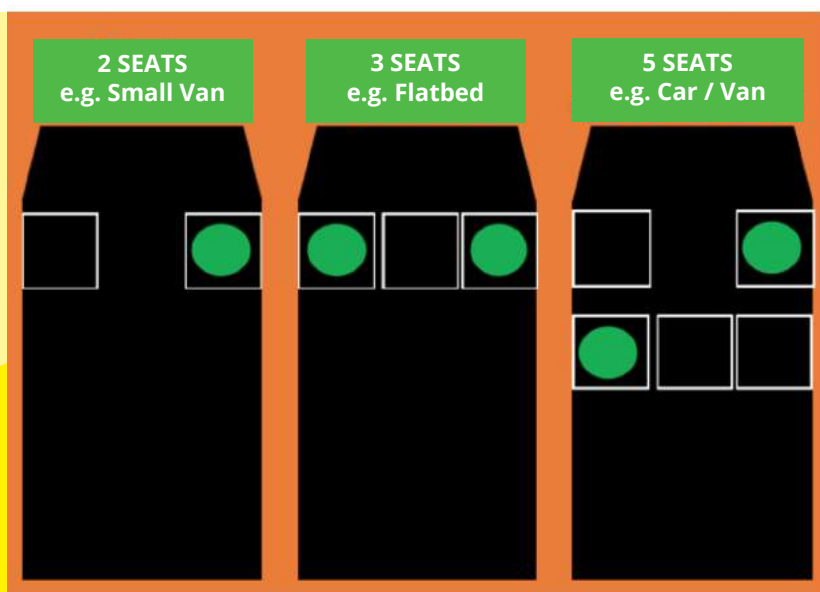 2 SEATS
e.g. Small Van
3 SEATS
e.g. Flatbed
5 SEATS
e.g. Car / Van